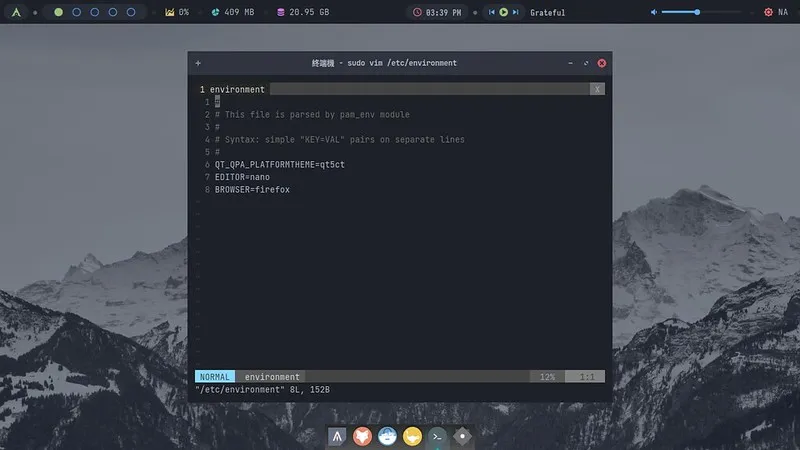 0% 409 MB 20.95 GB 03:39 PM Grateful NA
終端機 - sudo vim /etc/environment
1 environment X
1 #
2 # This file is parsed by pam_env module
3 #
4 # Syntax: simple "KEY=VAL" pairs on separate lines
5 #
6 QT_QPA_PLATFORMTHEME=qt5ct
7 EDITOR=nano
8 BROWSER=firefox
NORMAL environment 12% 1:1
"/etc/environment" 8L, 152B